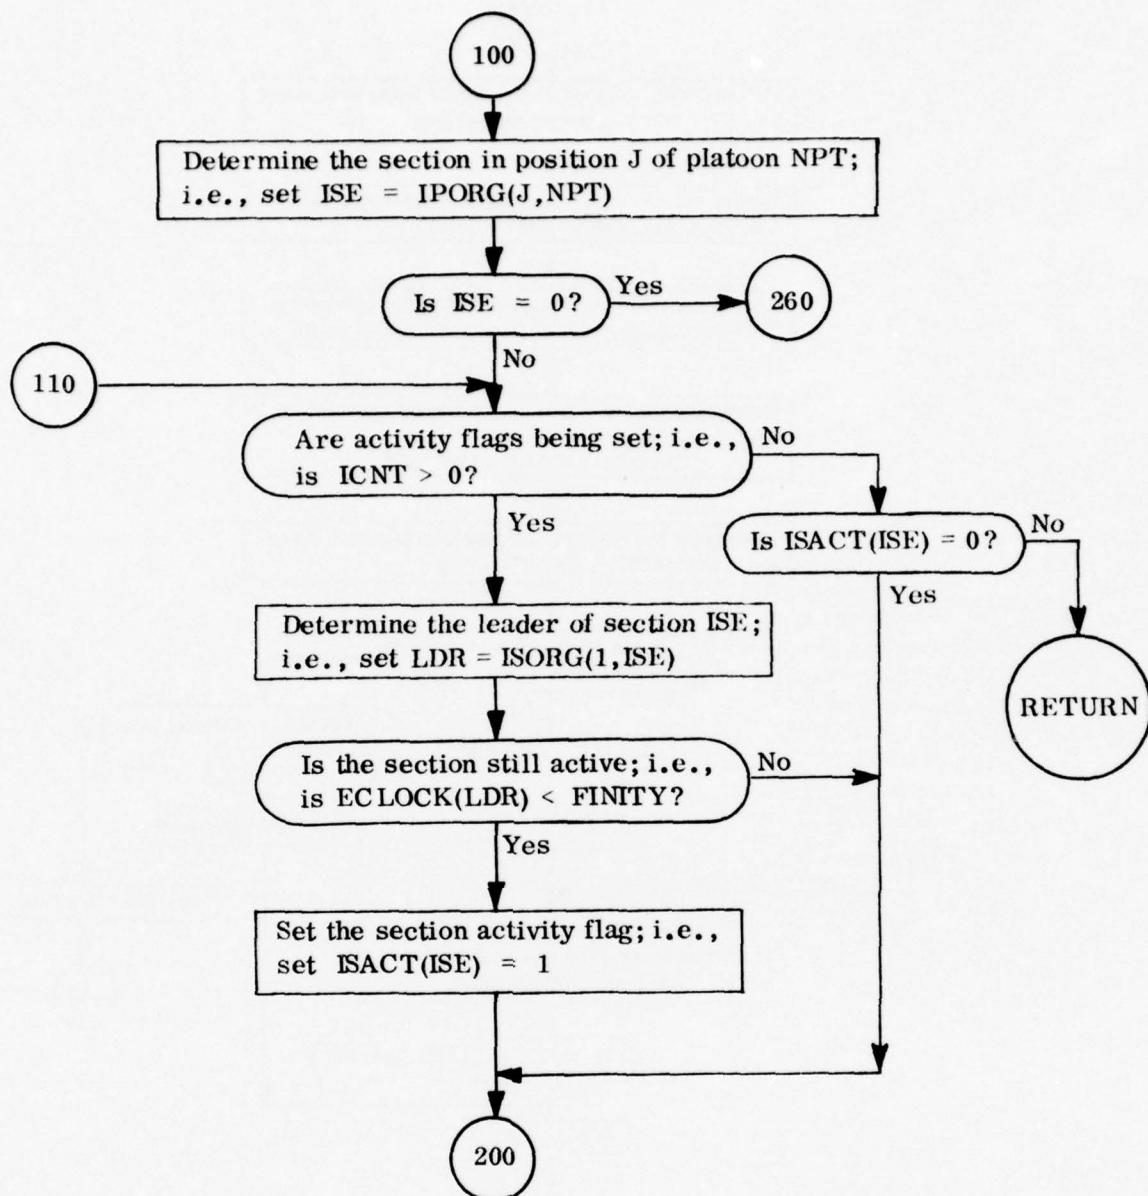 100
Determine the section in position J of platoon NPT;
i.e., set ISE = IPORG(J,NPT)
Is ISE = 0?
Yes
260
No
110
Are activity flags being set; i.e.,
is ICNT > 0?
No
Yes
Is ISACT(ISE) = 0?
No
Yes
RETURN
Determine the leader of section ISE;
i.e., set LDR = ISORG(1,ISE)
Is the section still active; i.e.,
is ECLOCK(LDR) < FINITY?
No
Yes
Set the section activity flag; i.e.,
set ISACT(ISE) = 1
200